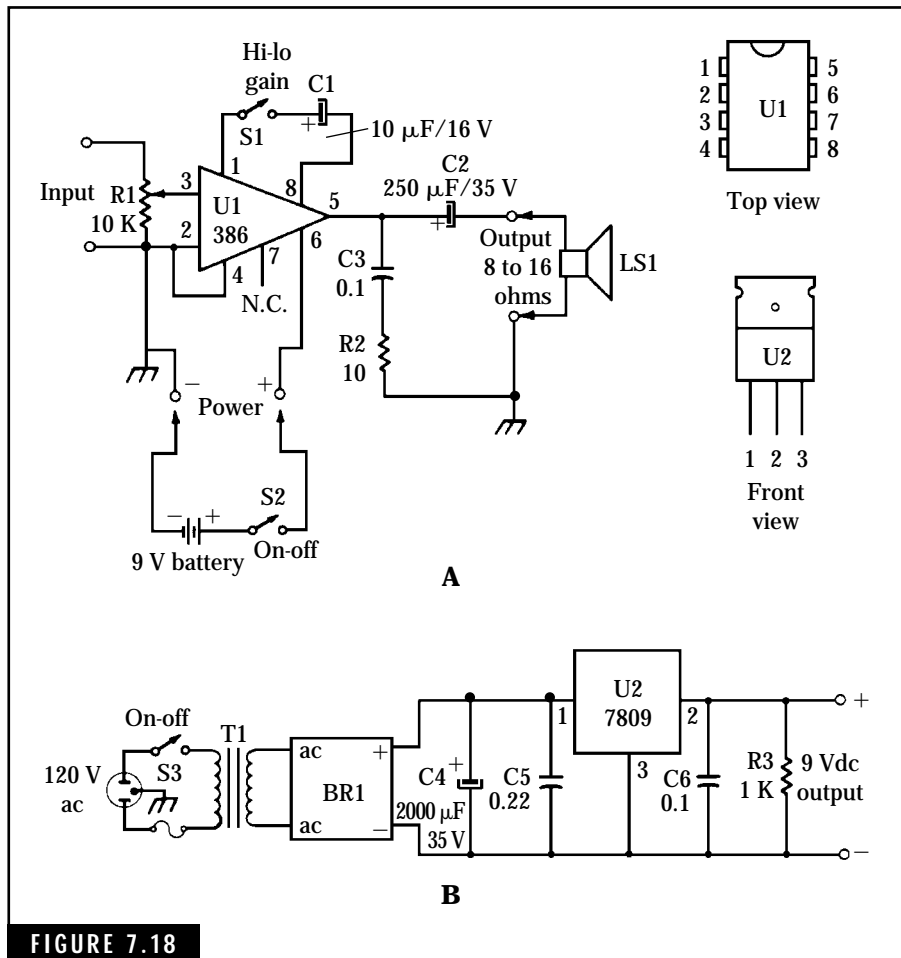 Hi-lo
gain
C1
+
S1
10 μF/16 V
1
C2
250 μF/35 V
+
Input
R1
10 K
3
2
U1
386
8
5
6
7
4
N.C.
C3
0.1
R2
10
Output
8 to 16
ohms
LS1
−
+
Power
−
+
S2
On-off
9 V battery
A
1
2
3
4
U1
5
6
7
8
Top view
U2
1 2 3
Front
view
On-off
S3
T1
120 V
ac
ac
ac
BR1
+
−
C4
+
2000 μF
35 V
C5
0.22
1
U2
7809
2
3
C6
0.1
R3
1 K
9 Vdc
output
+
−
B
FIGURE 7.18